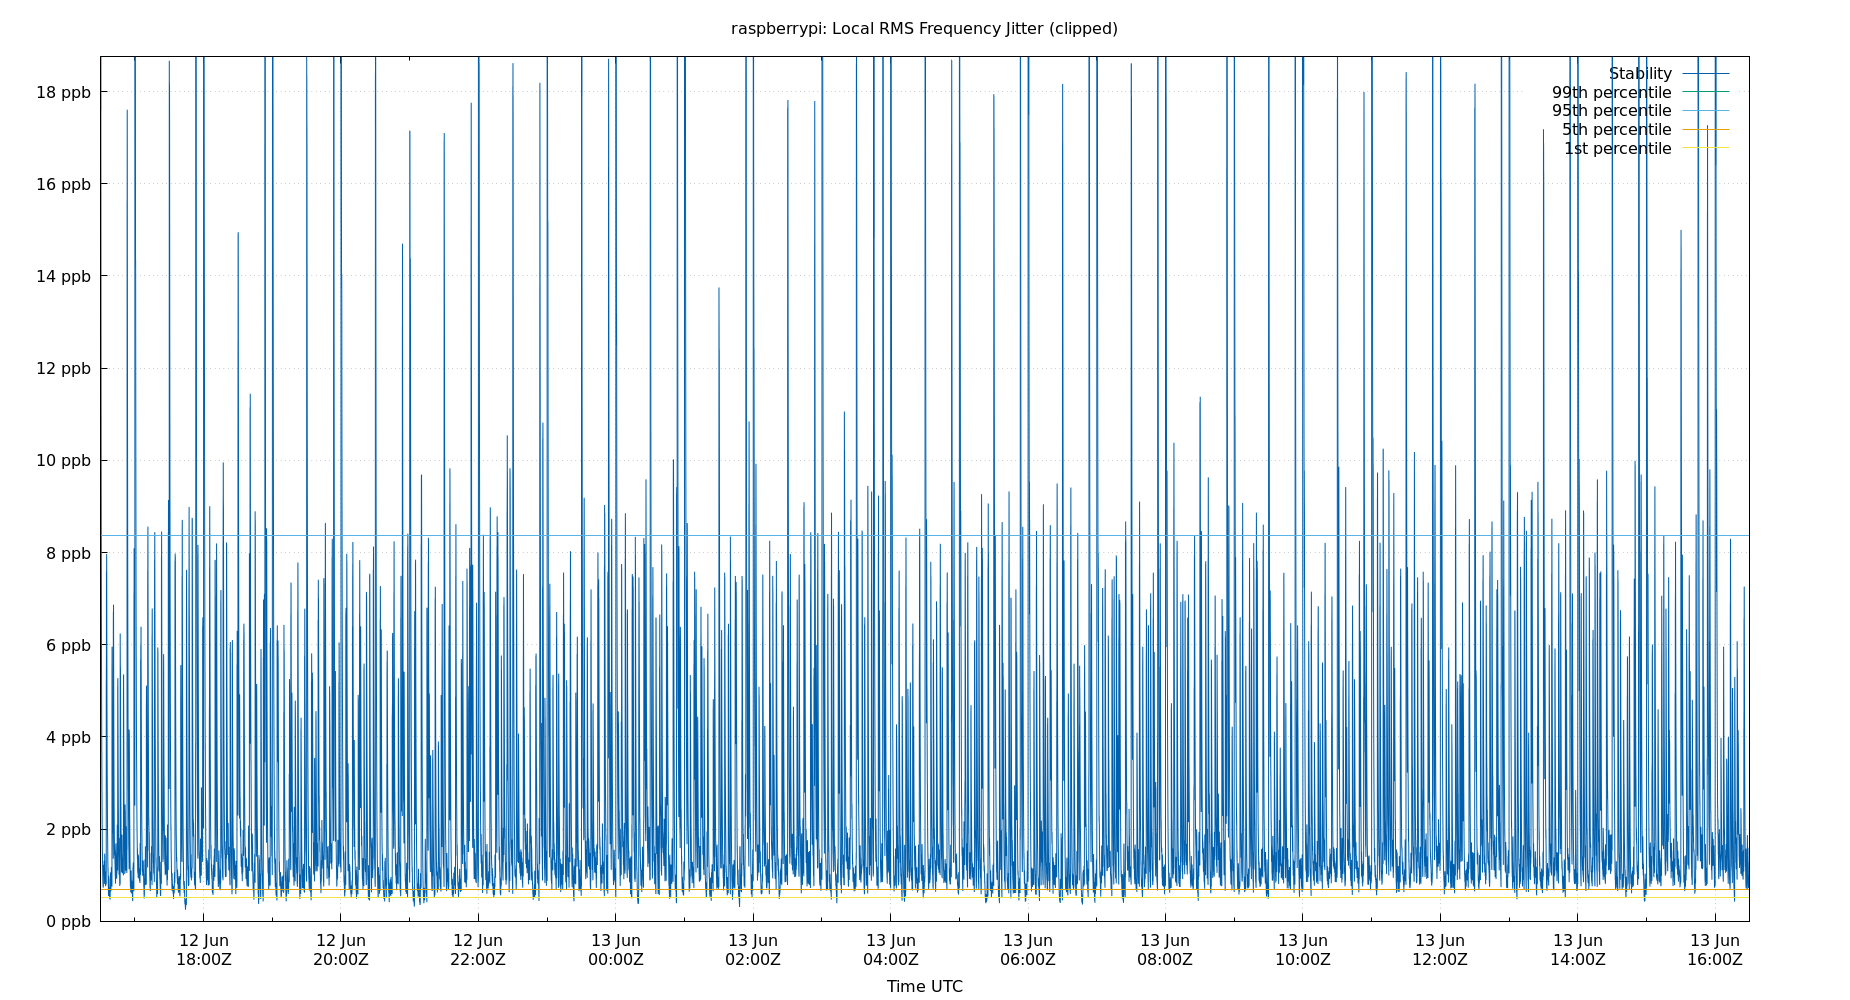 raspberrypi: Local RMS Frequency Jitter (clipped)
Stability
99th percentile
95th percentile
5th percentile
1st percentile
18 ppb
16 ppb
14 ppb
12 ppb
10 ppb
8 ppb
6 ppb
4 ppb
2 ppb
0 ppb
12 Jun 12 Jun 12 Jun 13 Jun 13 Jun 13 Jun 13 Jun 13 Jun 13 Jun 13 Jun 13 Jun 13 Jun
18:00Z 20:00Z 22:00Z 00:00Z 02:00Z 04:00Z 06:00Z 08:00Z 10:00Z 12:00Z 14:00Z 16:00Z
Time UTC